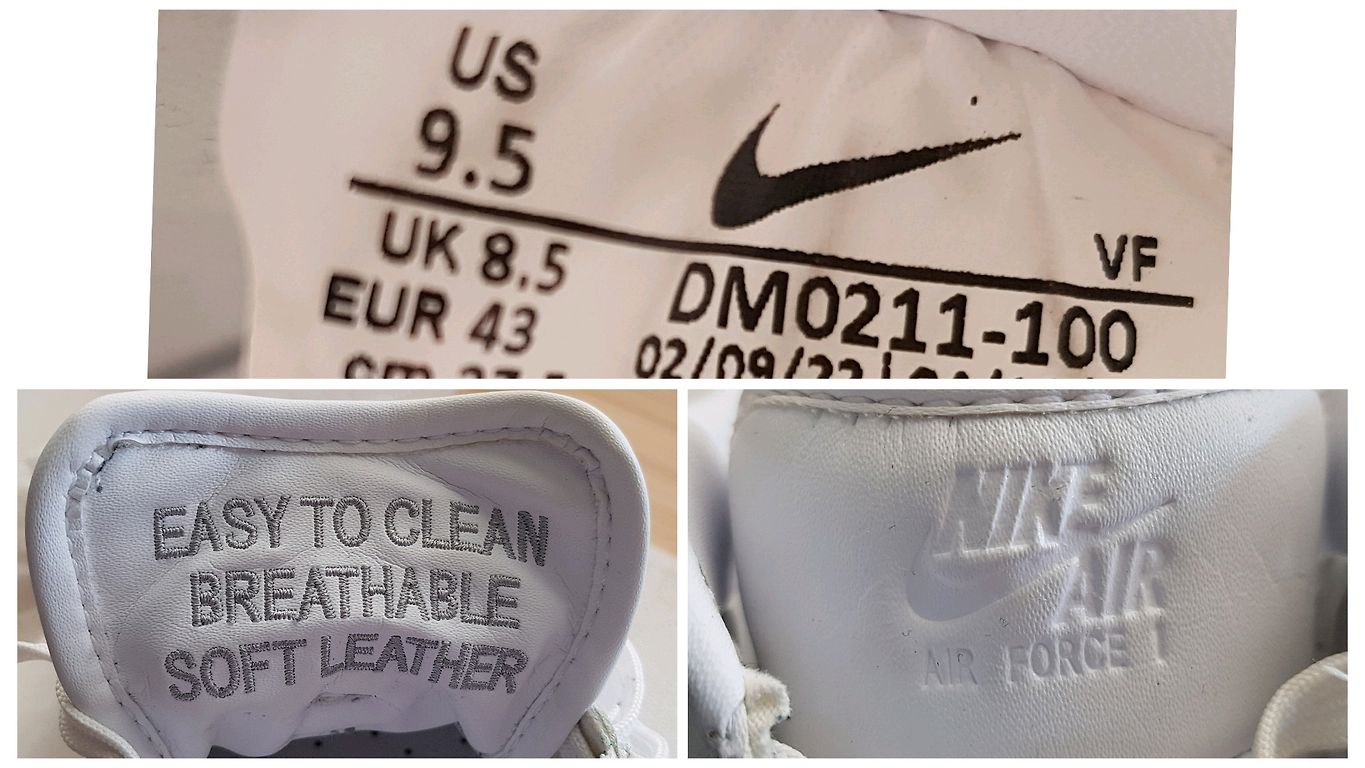 US
9.5
UK 8.5
EUR 43
VF
DM0211-100
EASY TO CLEAN
BREATHABLE
SOFT LEATHER
NIKE
AIR
AIR FORCE 1